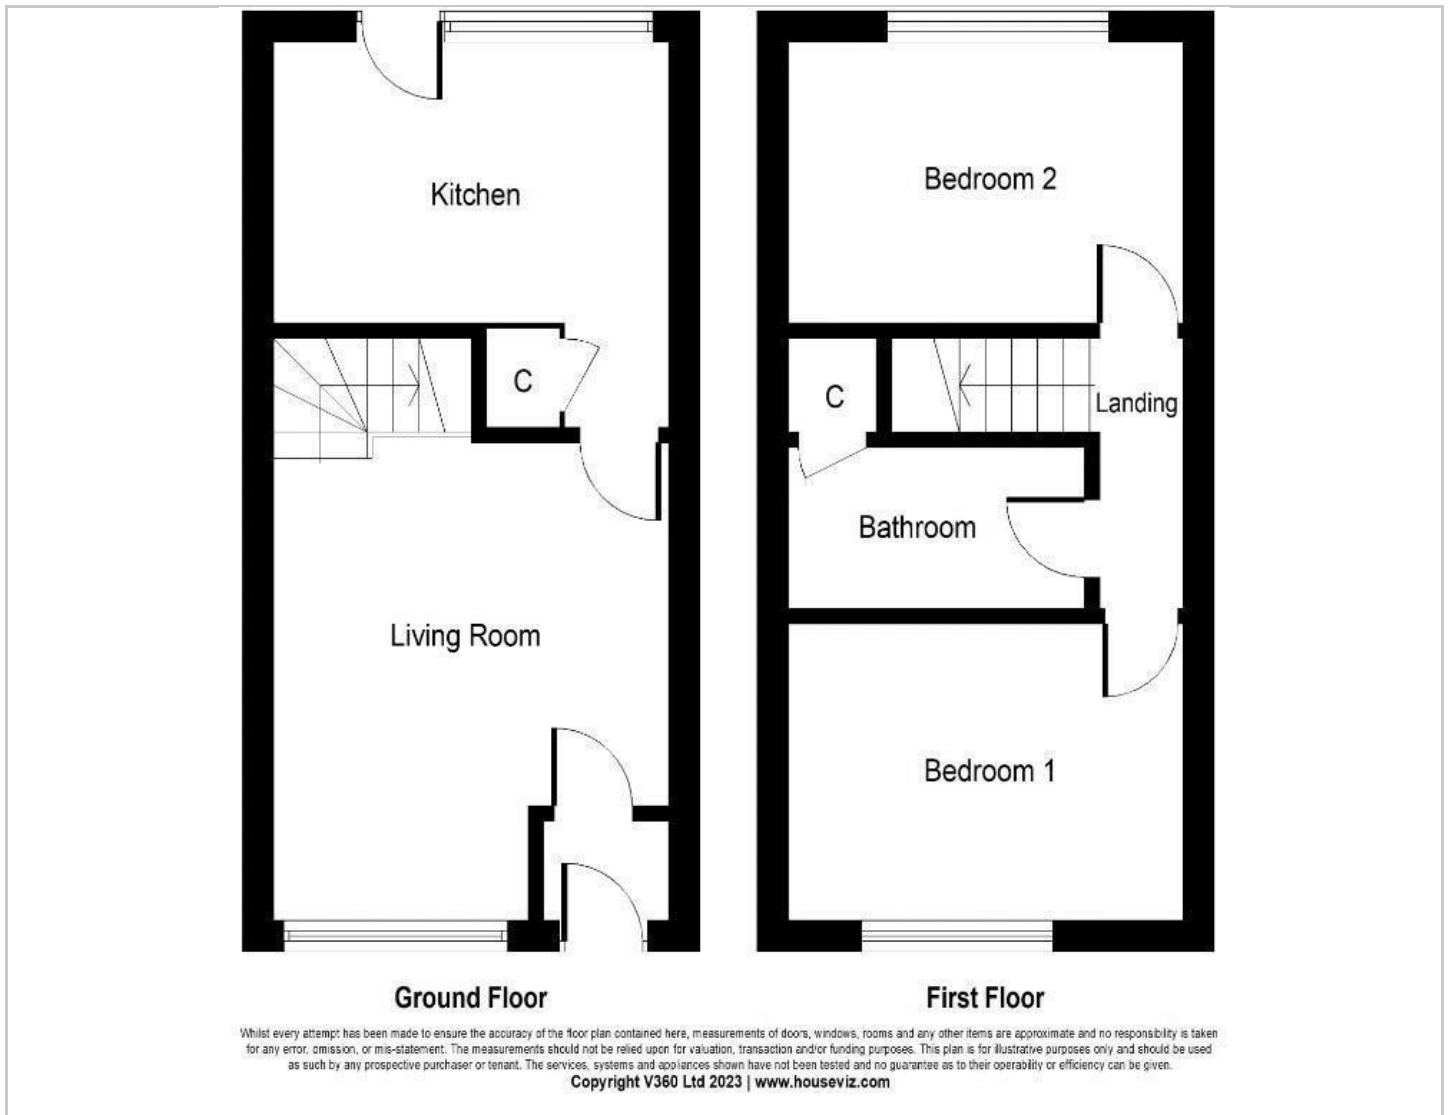 Kitchen
C
Living Room
Bedroom 2
C
Landing
Bathroom
Bedroom 1
Ground Floor
First Floor
Whilst every attempt has been made to ensure the accuracy of the floor plan contained here, measurements of doors, windows, rooms and any other items are approximate and no responsibility is taken
for any error, omission, or mis-statement. The measurements should not be relied upon for valuation, transaction and/or funding purposes. This plan is for illustrative purposes only and should be used
as such by any prospective purchaser or tenant. The services, systems and appliances shown have not been tested and no guarantee as to their operability or efficiency can be given.
Copyright V360 Ltd 2023 | www.houseviz.com